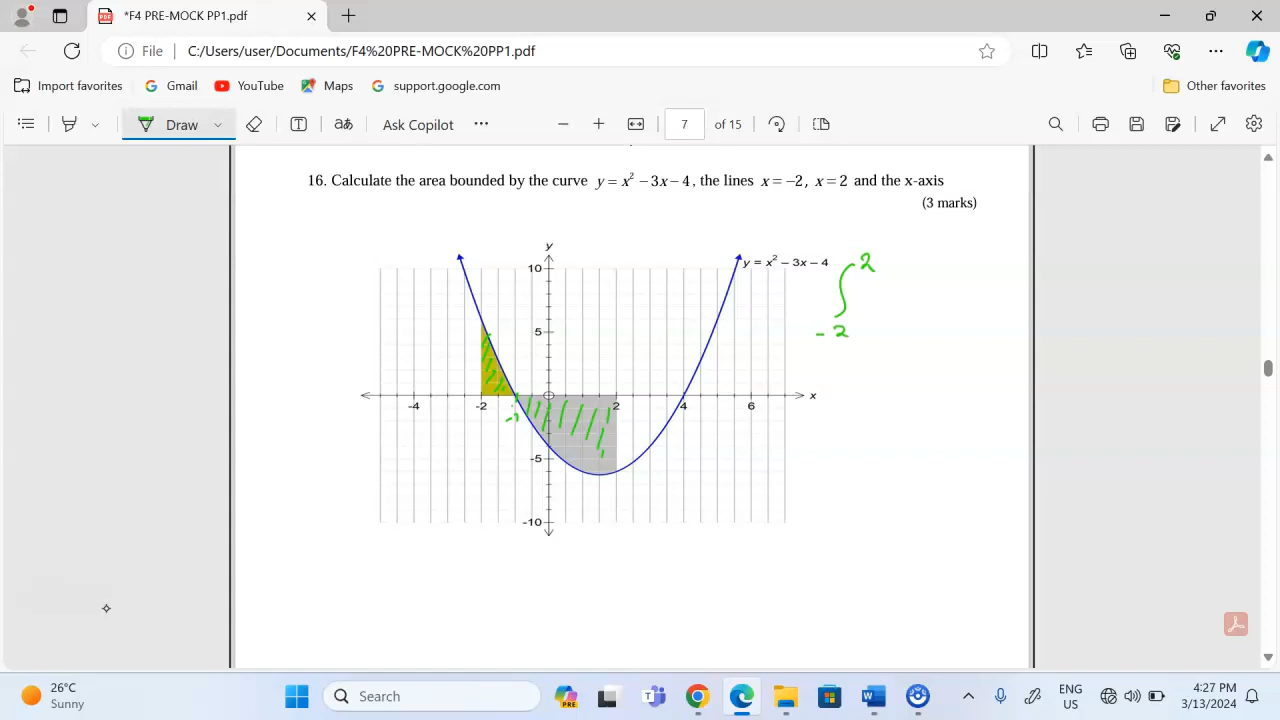 *F4 PRE-MOCK PP1.pdf
File C:/Users/user/Documents/F4%20PRE-MOCK%20PP1.pdf
Import favorites Gmail YouTube Maps support.google.com Other favorites
Draw aあ Ask Copilot 7 of 15
16. Calculate the area bounded by the curve y = x² − 3x − 4, the lines x = −2, x = 2 and the x-axis
(3 marks)
y
y = x² − 3x − 4
10
5
-4 -2 0 2 4 6 x
-5
-10
-1
∫ 2
-2
26°C
Sunny
Search
PRE
ENG
US
4:27 PM
3/13/2024